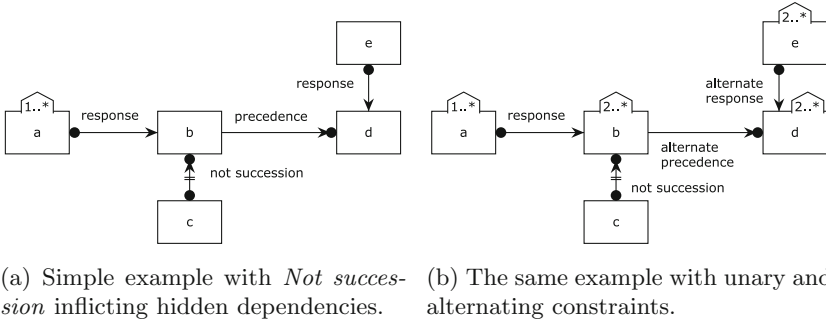 e
response
1..*
a
response
b
precedence
d
not succession
c
(a) Simple example with Not succes-
sion inflicting hidden dependencies.
2..*
e
alternate
response
1..*
a
response
2..*
b
alternate
precedence
2..*
d
not succession
c
(b) The same example with unary and
alternating constraints.